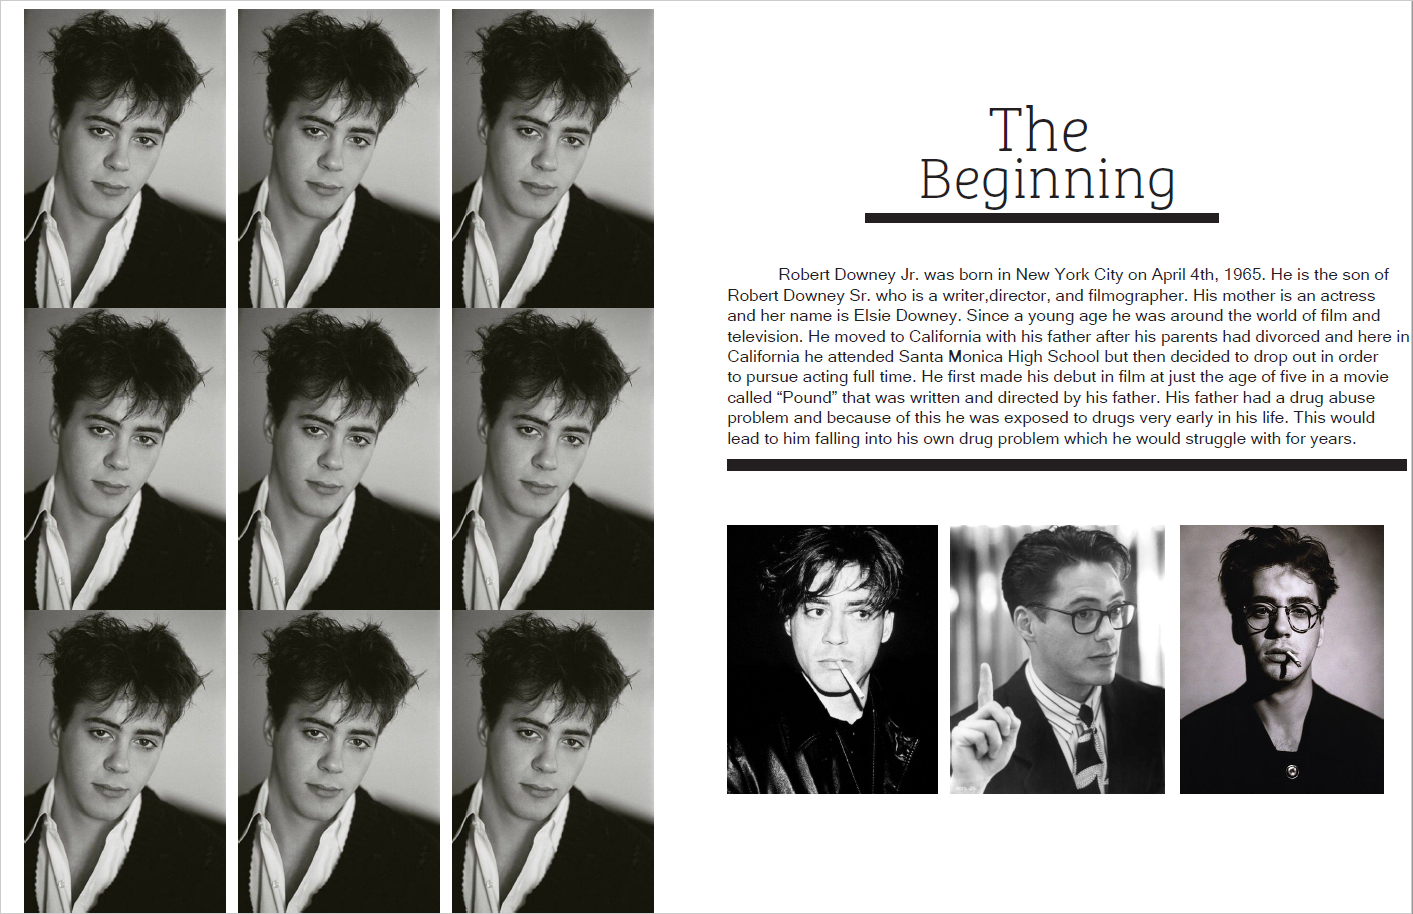 The
Beginning
Robert Downey Jr. was born in New York City on April 4th, 1965. He is the son of
Robert Downey Sr. who is a writer,director, and filmographer. His mother is an actress
and her name is Elsie Downey. Since a young age he was around the world of film and
television. He moved to California with his father after his parents had divorced and here in
California he attended Santa Monica High School but then decided to drop out in order
to pursue acting full time. He first made his debut in film at just the age of five in a movie
called “Pound” that was written and directed by his father. His father had a drug abuse
problem and because of this he was exposed to drugs very early in his life. This would
lead to him falling into his own drug problem which he would struggle with for years.